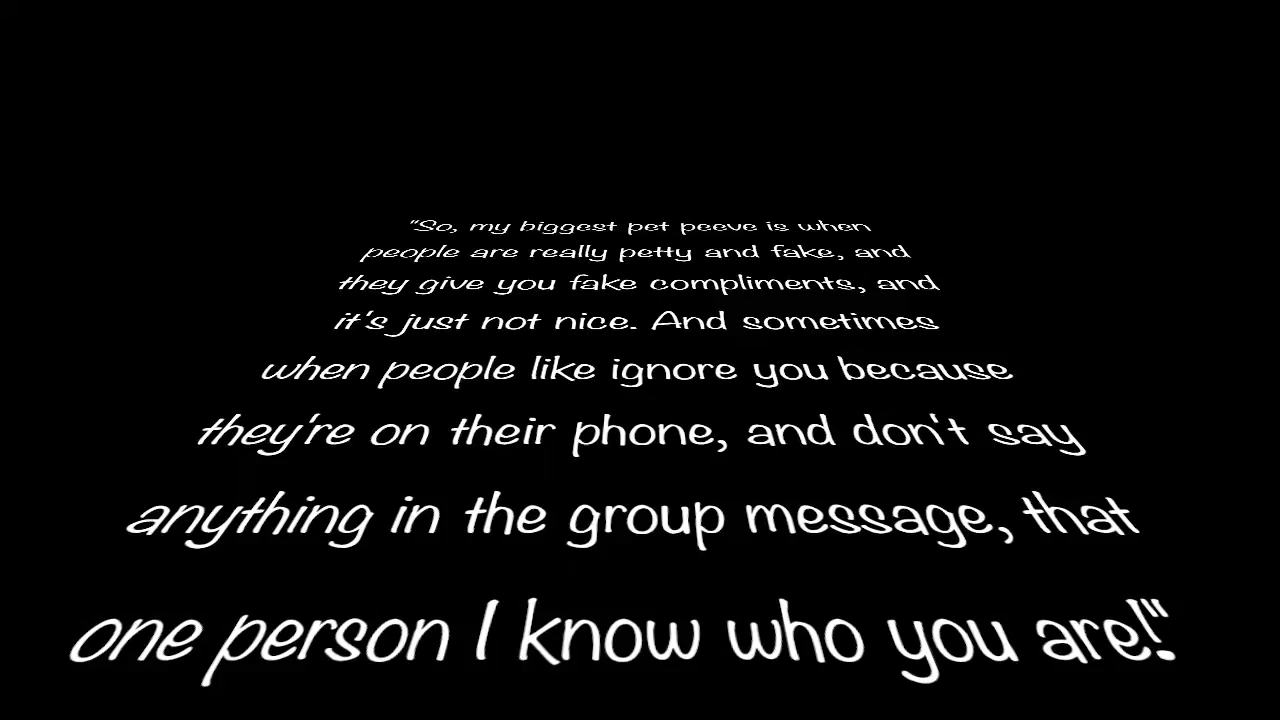 "So, my biggest pet peeve is when
people are really petty and fake, and
they give you fake compliments, and
it's just not nice. And sometimes
when people like ignore you because
they're on their phone, and don't say
anything in the group message, that
one person I know who you are!"